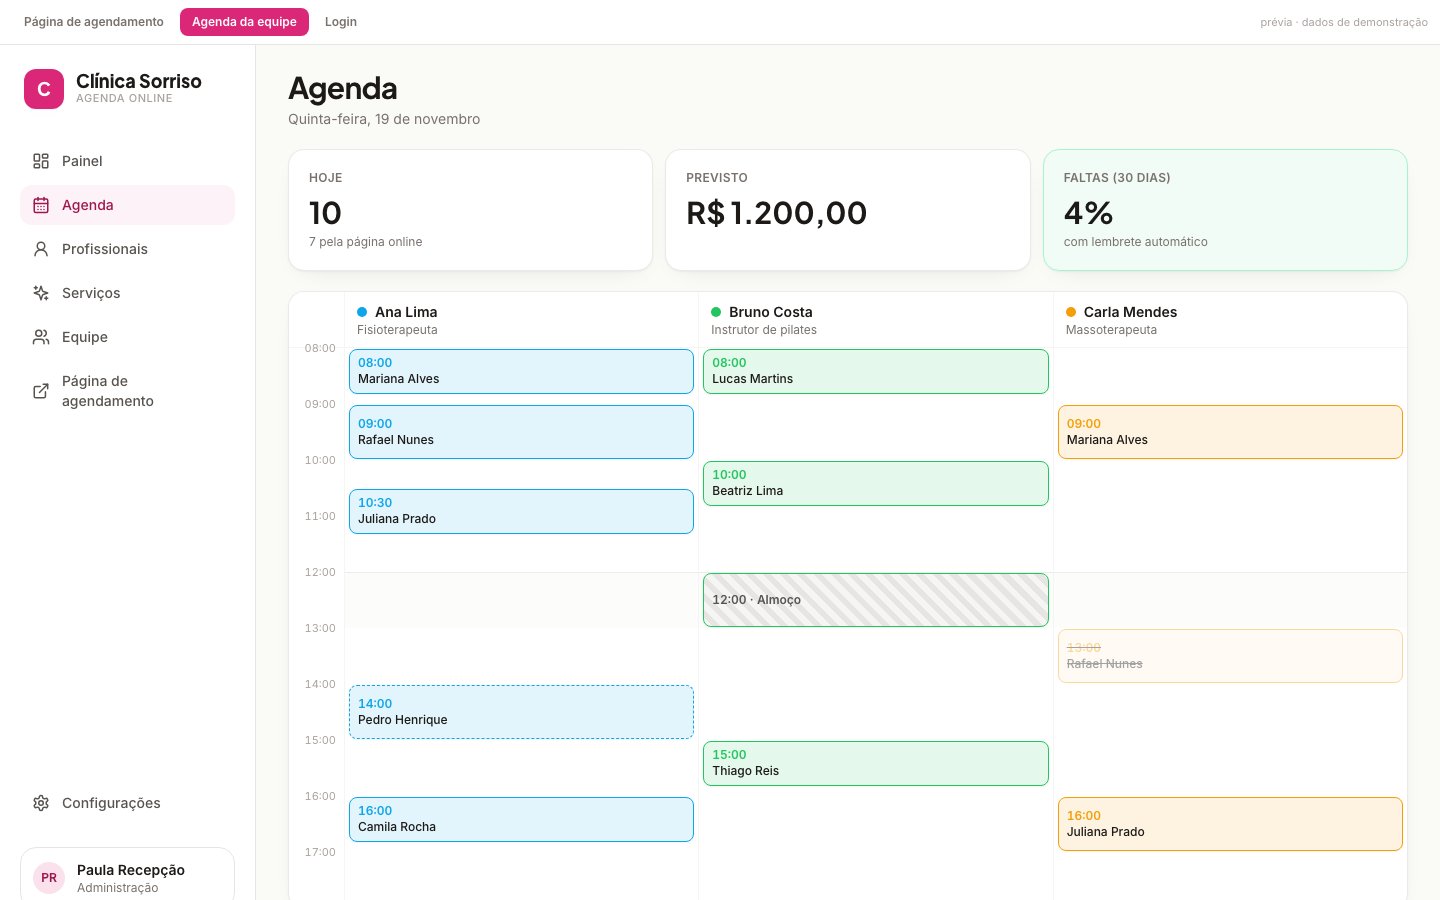 Página de agendamento
Agenda da equipe
Login
prévia · dados de demonstração
C
Clínica Sorriso
AGENDA ONLINE
Painel
Agenda
Profissionais
Serviços
Equipe
Página de
agendamento
Configurações
PR
Paula Recepção
Administração
Agenda
Quinta-feira, 19 de novembro
HOJE
10
7 pela página online
PREVISTO
R$ 1.200,00
FALTAS (30 DIAS)
4%
com lembrete automático
Ana Lima
Fisioterapeuta
Bruno Costa
Instrutor de pilates
Carla Mendes
Massoterapeuta
08:00
09:00
10:00
11:00
12:00
13:00
14:00
15:00
16:00
17:00
08:00
Mariana Alves
09:00
Rafael Nunes
10:30
Juliana Prado
14:00
Pedro Henrique
16:00
Camila Rocha
08:00
Lucas Martins
10:00
Beatriz Lima
12:00 · Almoço
15:00
Thiago Reis
09:00
Mariana Alves
13:00
Rafael Nunes
16:00
Juliana Prado